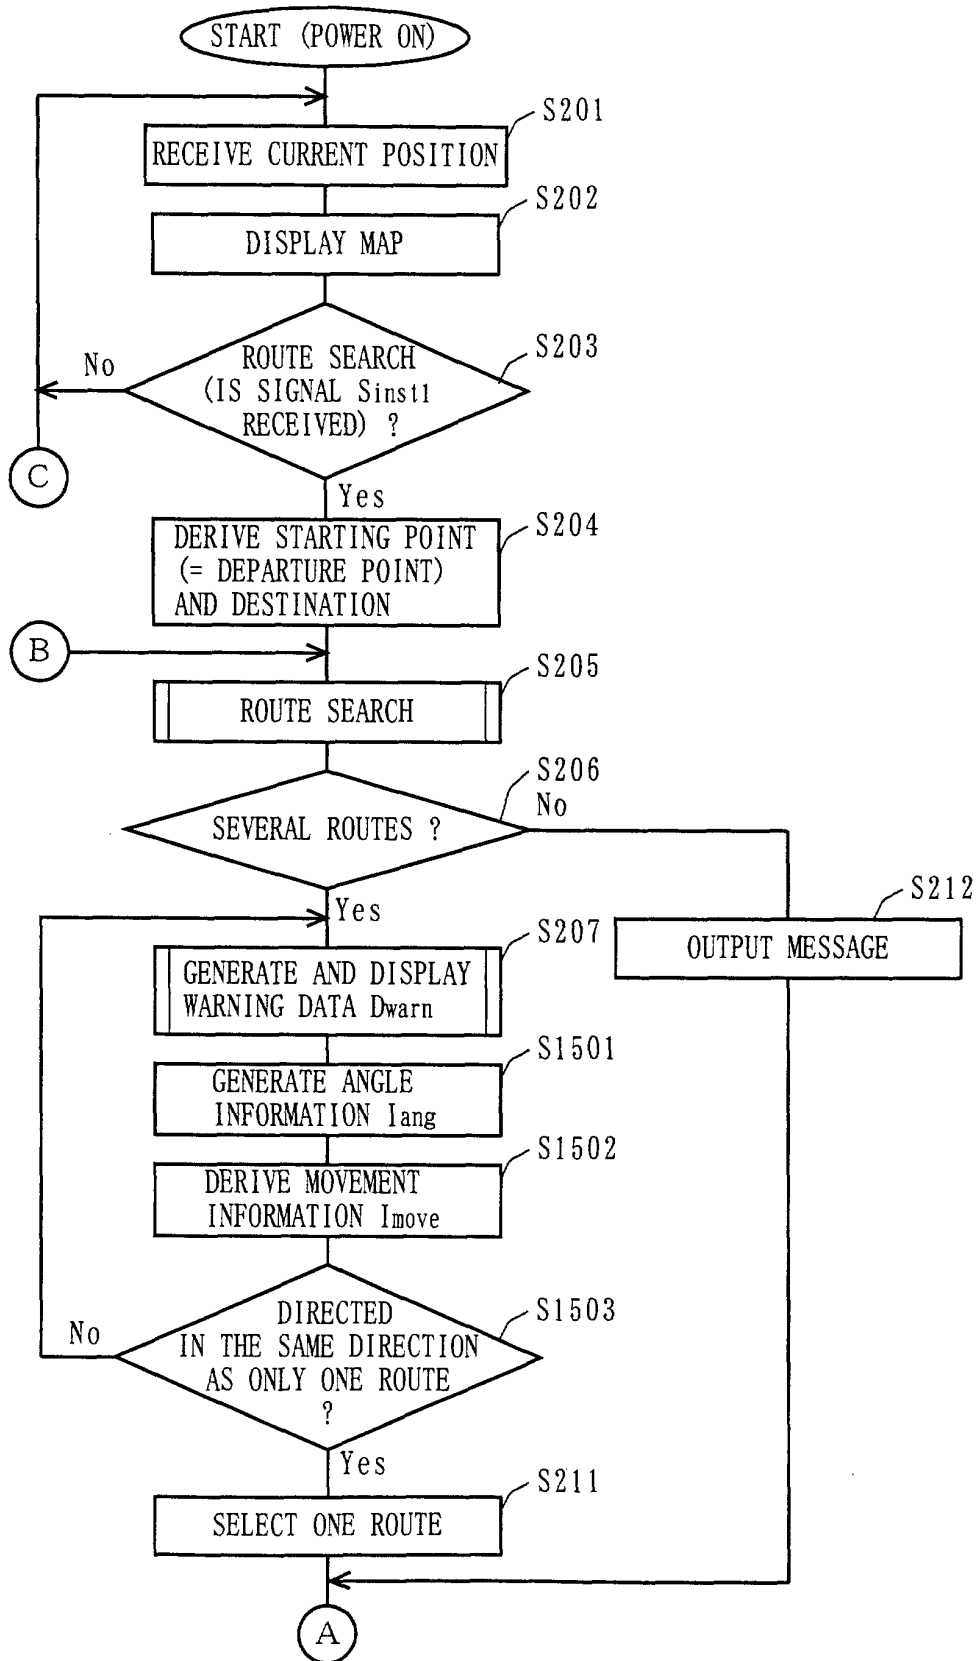 START (POWER ON)
S201
RECEIVE CURRENT POSITION
S202
DISPLAY MAP
S203
No
ROUTE SEARCH
(IS SIGNAL Sinst1
RECEIVED) ?
C
Yes
S204
DERIVE STARTING POINT
(= DEPARTURE POINT)
AND DESTINATION
B
S205
ROUTE SEARCH
S206
No
SEVERAL ROUTES ?
Yes
S212
OUTPUT MESSAGE
S207
GENERATE AND DISPLAY
WARNING DATA Dwarn
S1501
GENERATE ANGLE
INFORMATION Iang
S1502
DERIVE MOVEMENT
INFORMATION Imove
S1503
No
DIRECTED
IN THE SAME DIRECTION
AS ONLY ONE ROUTE
?
Yes
S211
SELECT ONE ROUTE
A